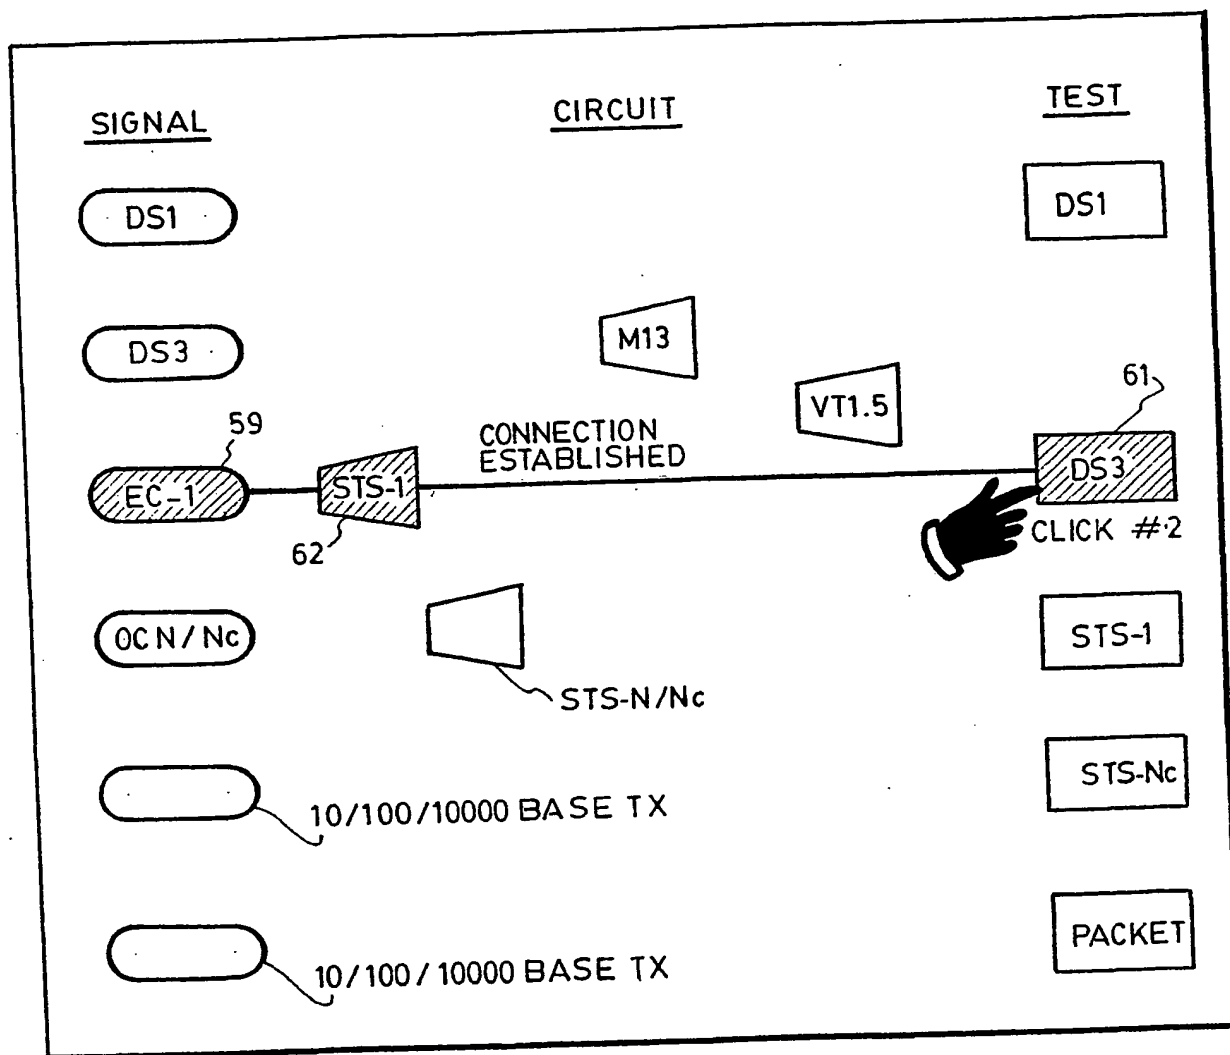 SIGNAL
CIRCUIT
TEST
DS1
DS1
DS3
M13
VT1.5
61
59
CONNECTION
ESTABLISHED
EC-1
STS-1
DS3
62
CLICK #2
OCN/Nc
STS-1
STS-N/Nc
STS-Nc
10/100/10000 BASE TX
PACKET
10/100/10000 BASE TX